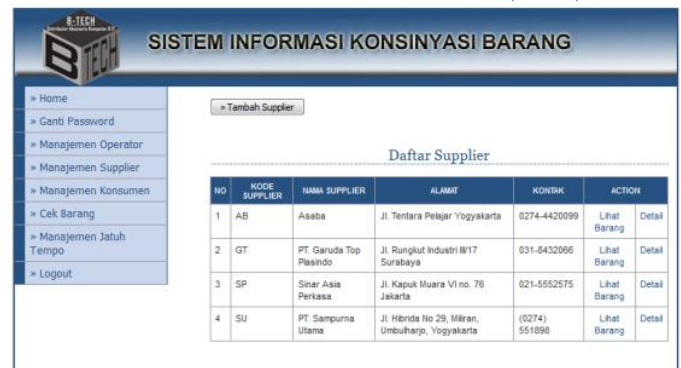 B-TECH
B
TECH
SISTEM INFORMASI KONSINYASI BARANG
» Home
» Ganti Password
» Manajemen Operator
» Manajemen Supplier
» Manajemen Konsumen
» Cek Barang
» Manajemen Jatuh
Tempo
» Logout
» Tambah Supplier
Daftar Supplier
NO KODE SUPPLIER NAMA SUPPLIER ALAMAT KONTAK ACTION
1 AB Asaba Jl. Tentara Pelajar Yogyakarta 0274-4420099 Lihat Barang Detail
2 GT PT. Garuda Top Plasindo Jl. Rungkut Industri III/17 Surabaya 031-8432066 Lihat Barang Detail
3 SP Sinar Asia Perkasa Jl. Kapuk Muara VI no. 76 Jakarta 021-5552575 Lihat Barang Detail
4 SU PT. Sampurna Utama Jl. Hibrida No 29, Miliran, Umbulharjo, Yogyakarta (0274) 551898 Lihat Barang Detail